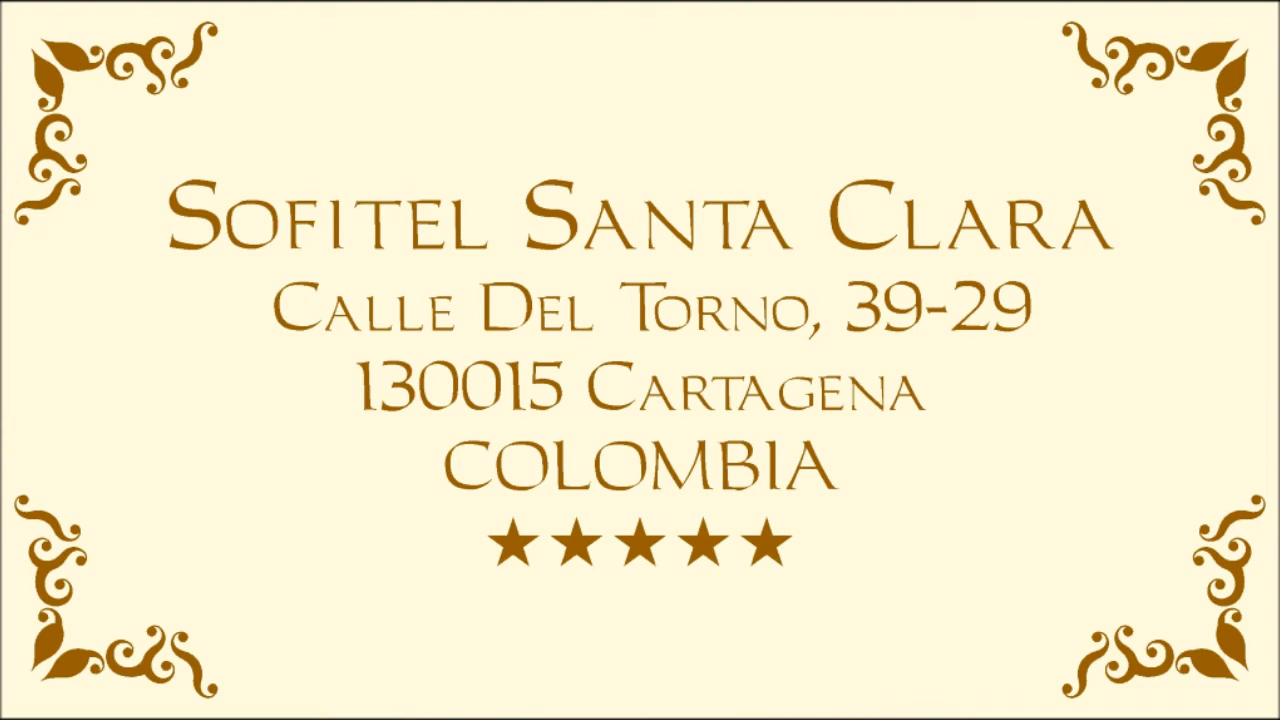 Sofitel Santa Clara
Calle Del Torno, 39-29
130015 Cartagena
COLOMBIA
★★★★★